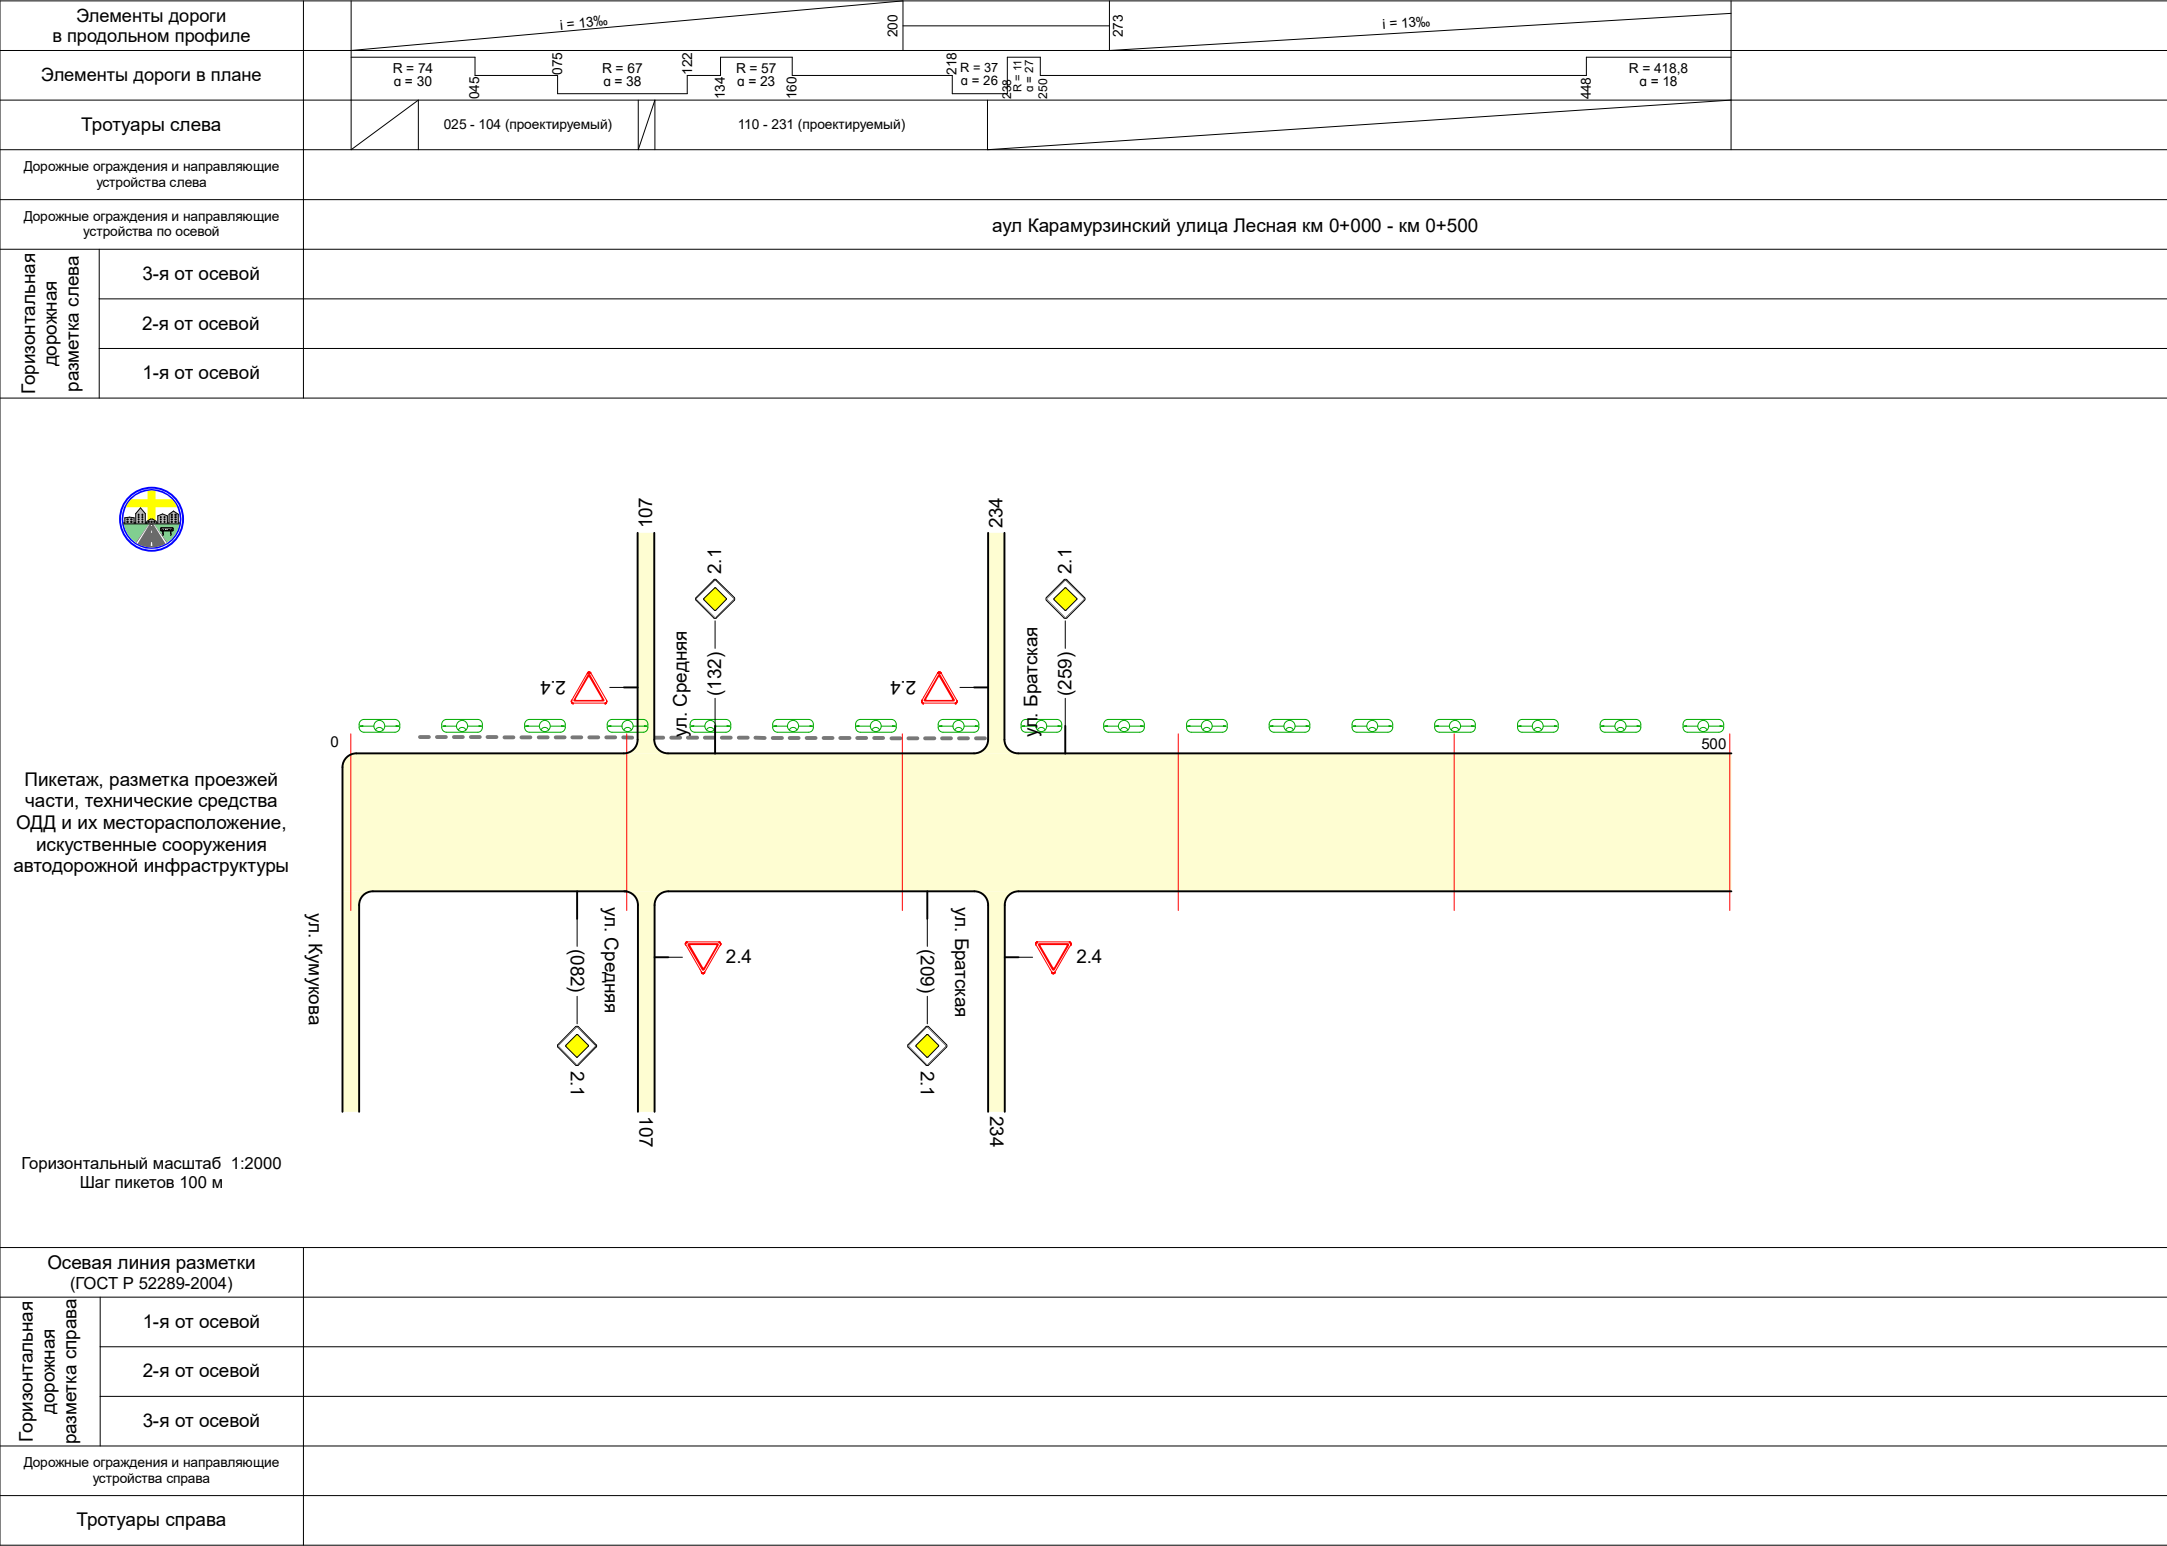 Элементы дороги
в продольном профиле
i = 13‰
200
273
i = 13‰
Элементы дороги в плане
R = 74
α = 30
045
075
R = 67
α = 38
122
134
R = 57
α = 23
160
218
R = 37
α = 26
238
R = 11
α = 27
250
448
R = 418,8
α = 18
Тротуары слева
025 - 104 (проектируемый)
110 - 231 (проектируемый)
Дорожные ограждения и направляющие
устройства слева
Дорожные ограждения и направляющие
устройства по осевой
аул Карамурзинский улица Лесная км 0+000 - км 0+500
Горизонтальная
дорожная
разметка слева
3-я от осевой
2-я от осевой
1-я от осевой
107
234
2.1
2.1
ул. Средняя
(132)
ул. Братская
(259)
2.4
2.4
0
500
Пикетаж, разметка проезжей
части, технические средства
ОДД и их месторасположение,
искуственные сооружения
автодорожной инфраструктуры
ул. Кумукова
(082)
ул. Средняя
2.4
(209)
ул. Братская
2.4
2.1
2.1
107
234
Горизонтальный масштаб 1:2000
Шаг пикетов 100 м
Осевая линия разметки
(ГОСТ Р 52289-2004)
Горизонтальная
дорожная
разметка справа
1-я от осевой
2-я от осевой
3-я от осевой
Дорожные ограждения и направляющие
устройства справа
Тротуары справа